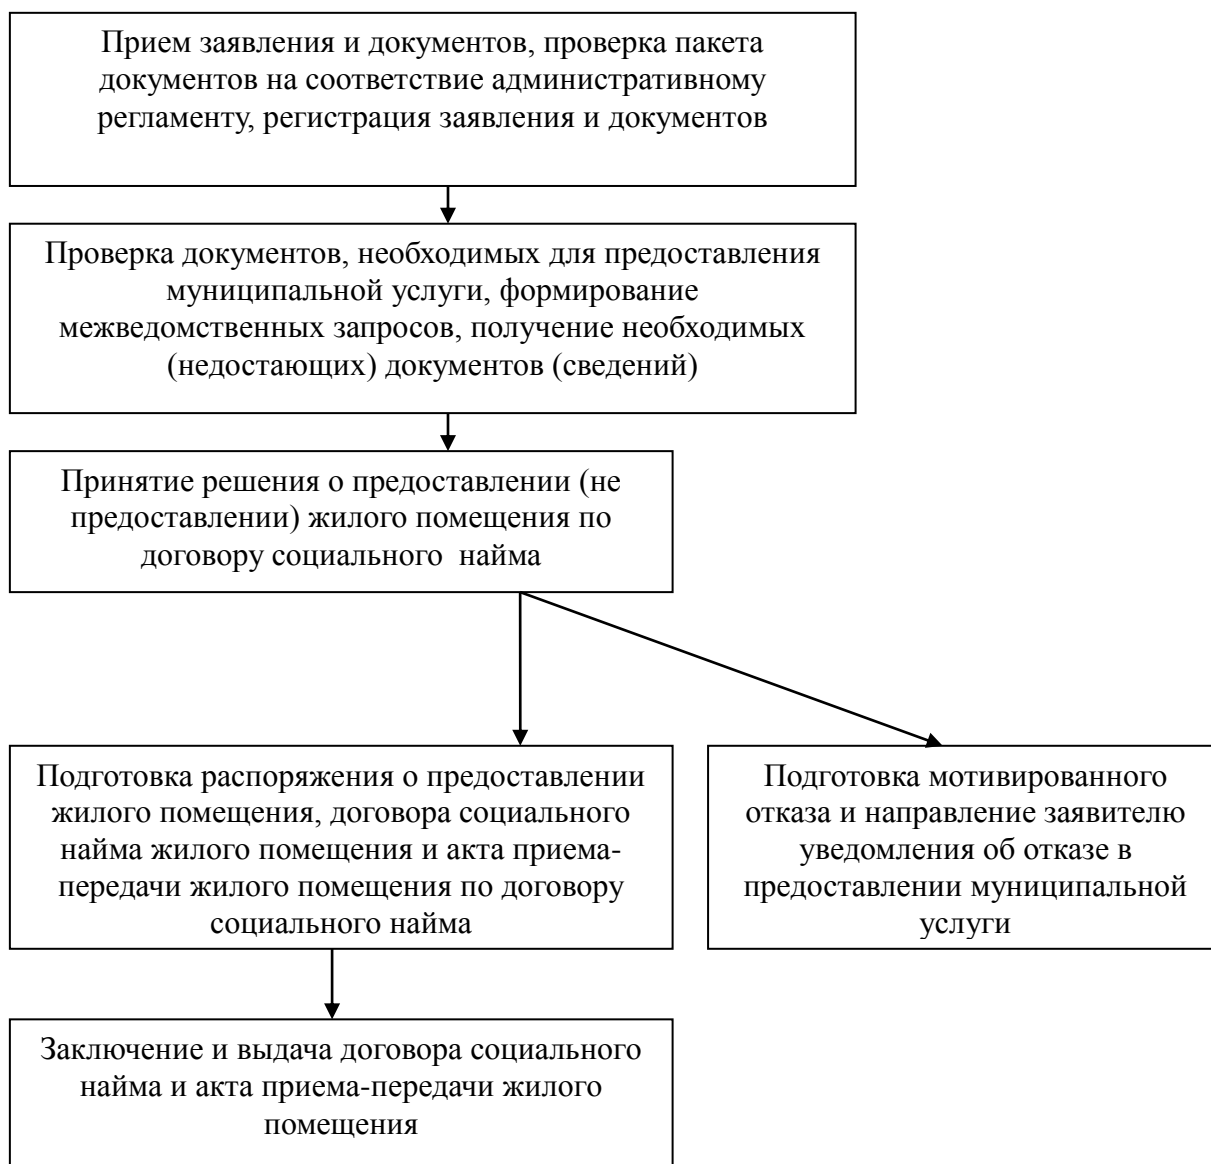 Прием заявления и документов, проверка пакета
документов на соответствие административному
регламенту, регистрация заявления и документов
Проверка документов, необходимых для предоставления
муниципальной услуги, формирование
межведомственных запросов, получение необходимых
(недостающих) документов (сведений)
Принятие решения о предоставлении (не
предоставлении) жилого помещения по
договору социального  найма
Подготовка распоряжения о предоставлении
жилого помещения, договора социального
найма жилого помещения и акта приема-
передачи жилого помещения по договору
социального найма
Подготовка мотивированного
отказа и направление заявителю
уведомления об отказе в
предоставлении муниципальной
услуги
Заключение и выдача договора социального
найма и акта приема-передачи жилого
помещения